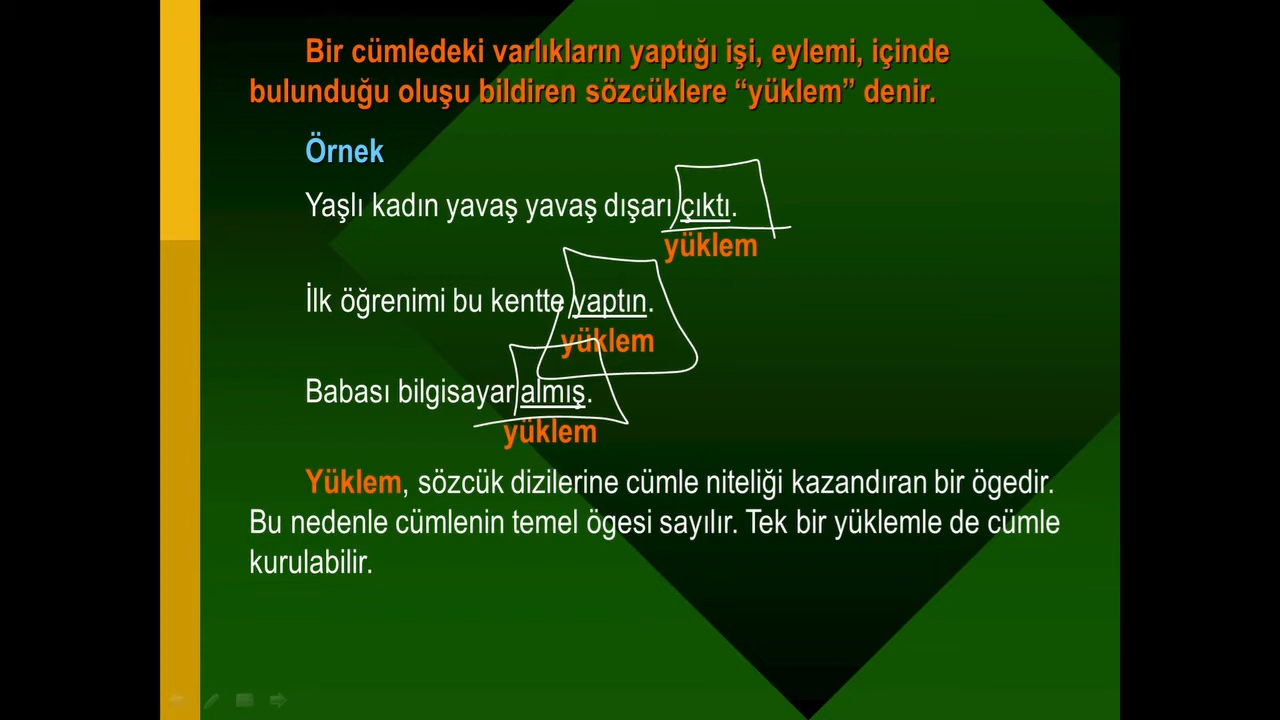 Bir cümledeki varlıkların yaptığı işi, eylemi, içinde
bulunduğu oluşu bildiren sözcüklere “yüklem” denir.
Örnek
Yaşlı kadın yavaş yavaş dışarı çıktı.
yüklem
İlk öğrenimi bu kentte yaptın.
yüklem
Babası bilgisayar almış.
yüklem
Yüklem, sözcük dizilerine cümle niteliği kazandıran bir ögedir.
Bu nedenle cümlenin temel ögesi sayılır. Tek bir yüklemle de cümle
kurulabilir.